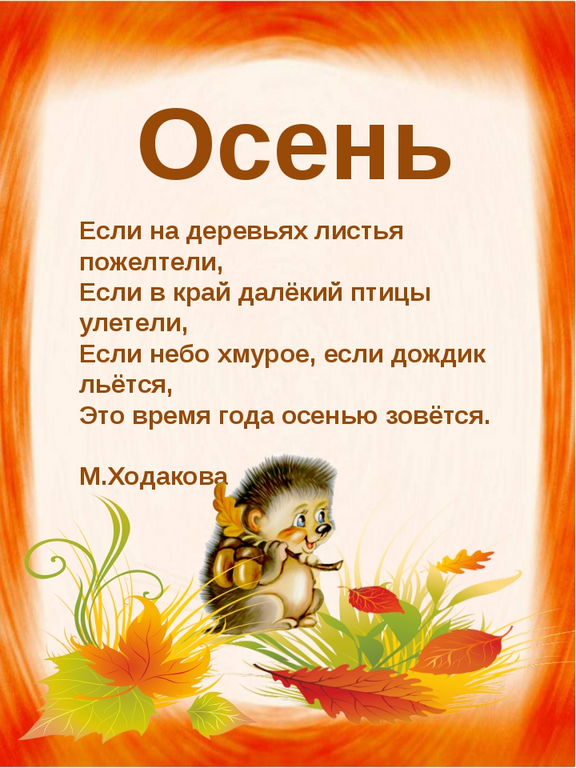 Осень
Если на деревьях листья
пожелтели,
Если в край далёкий птицы
улетели,
Если небо хмурое, если дождик
льётся,
Это время года осенью зовётся.
М.Ходакова